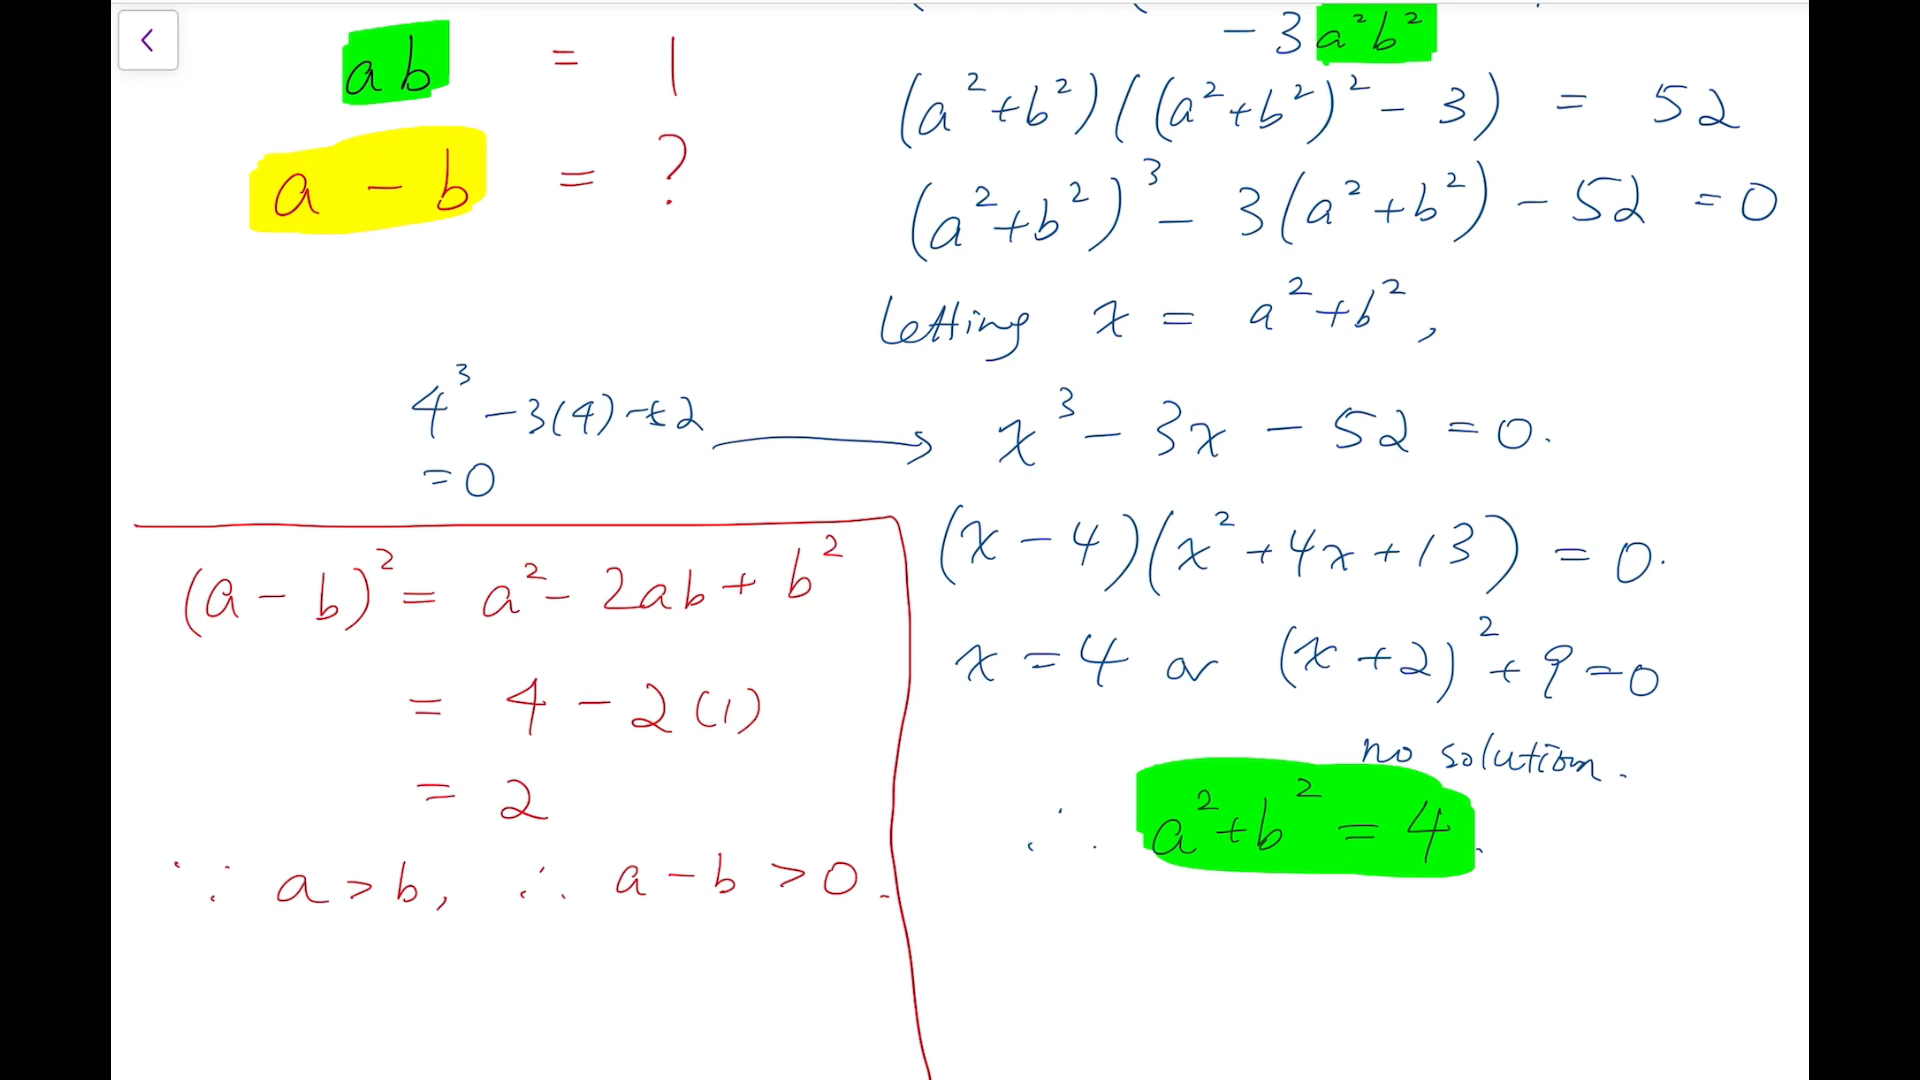 ab = 1
a - b = ?
4³ - 3(4) - 52
= 0
(a - b)² = a² - 2ab + b²
= 4 - 2(1)
= 2
∵ a > b, ∴ a - b > 0.
- 3a²b²
(a² + b²)((a² + b²)² - 3) = 52
(a² + b²)³ - 3(a² + b²) - 52 = 0
letting x = a² + b²,
x³ - 3x - 52 = 0.
(x - 4)(x² + 4x + 13) = 0.
x = 4 or (x + 2)² + 9 = 0
no solution.
∴ a² + b² = 4.